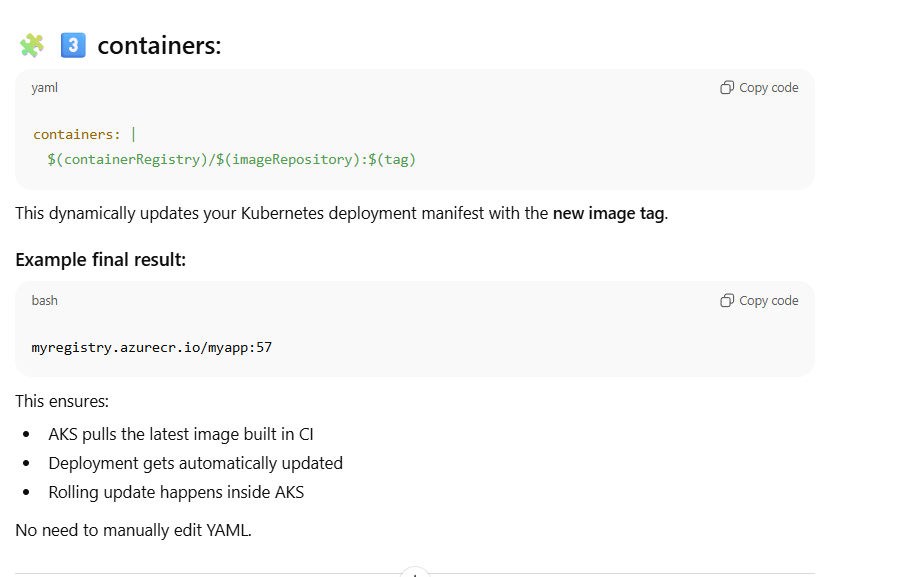 🧩 3️⃣ containers:
yaml
Copy code
containers: |
  $(containerRegistry)/$(imageRepository):$(tag)
This dynamically updates your Kubernetes deployment manifest with the new image tag.
Example final result:
bash
Copy code
myregistry.azurecr.io/myapp:57
This ensures:
• AKS pulls the latest image built in CI
• Deployment gets automatically updated
• Rolling update happens inside AKS
No need to manually edit YAML.